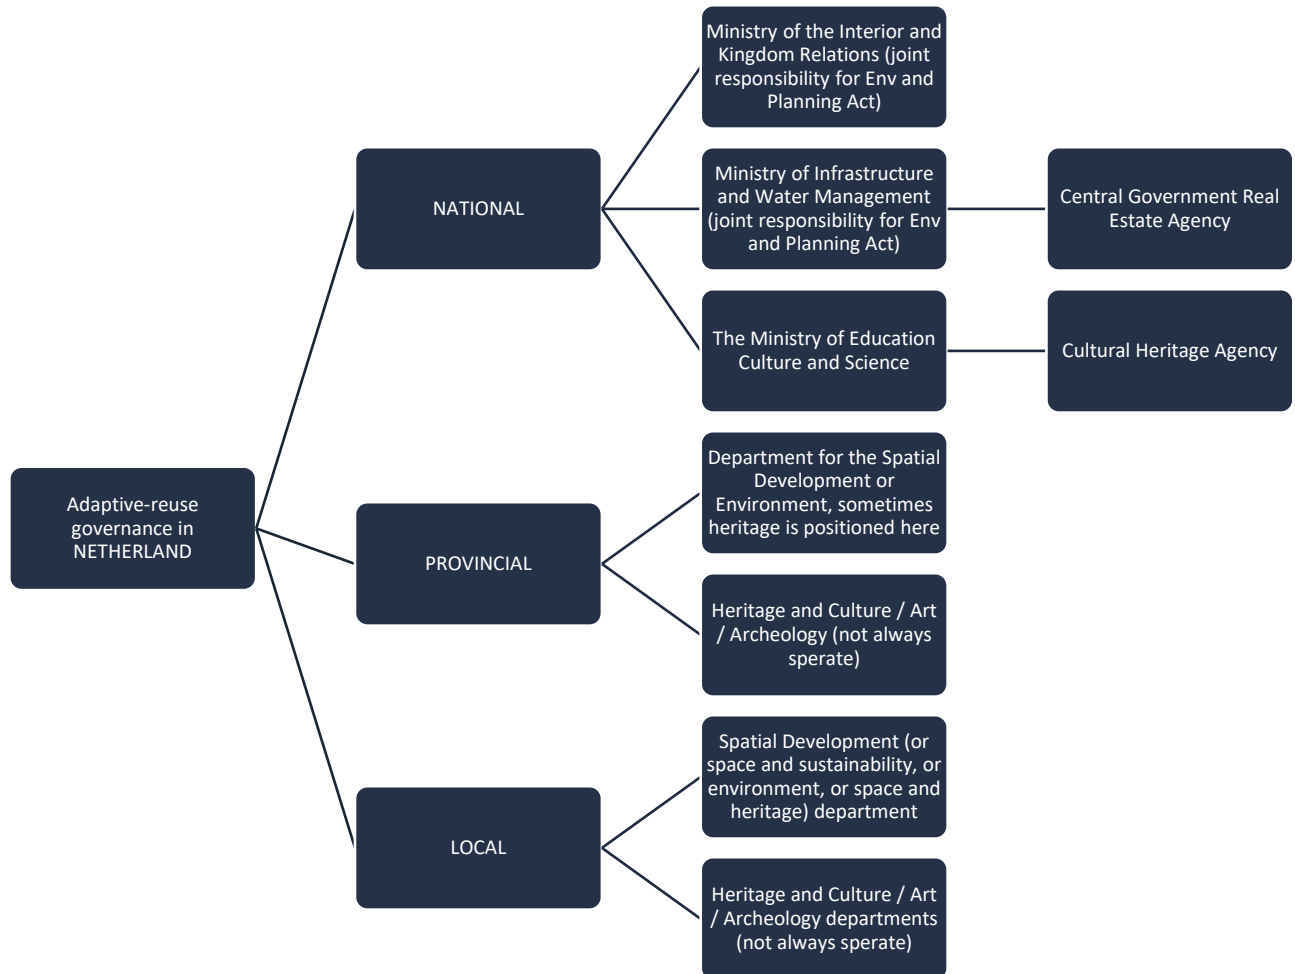 Adaptive-reuse
governance in
NETHERLAND
NATIONAL
Ministry of the Interior and
Kingdom Relations (joint
responsibility for Env and
Planning Act)
Ministry of Infrastructure
and Water Management
(joint responsibility for Env
and Planning Act)
Central Government Real
Estate Agency
The Ministry of Education
Culture and Science
Cultural Heritage Agency
PROVINCIAL
Department for the Spatial
Development or
Environment, sometimes
heritage is positioned here
Heritage and Culture / Art
/ Archeology (not always
sperate)
LOCAL
Spatial Development (or
space and sustainability, or
environment, or space and
heritage) department
Heritage and Culture / Art
/ Archeology departments
(not always sperate)